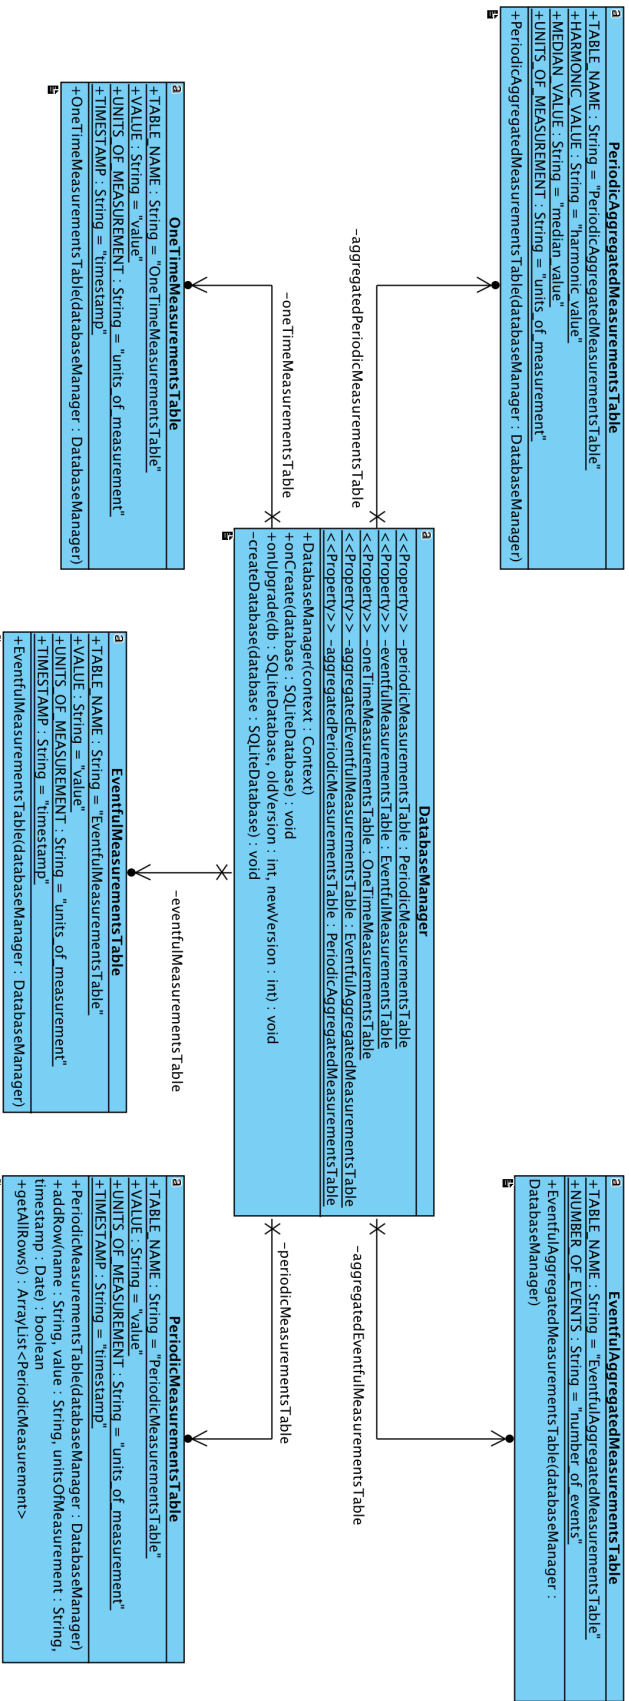 PeriodicAggregatedMeasurementsTable
+TABLE_NAME : String = "PeriodicAggregatedMeasurementsTable"
+HARMONIC_VALUE : String = "harmonic_value"
+MEDIAN_VALUE : String = "median_value"
+UNITS_OF_MEASUREMENT : String = "units_of_measurement"
+PeriodicAggregatedMeasurementsTable(databaseManager : DatabaseManager)
EventfulAggregatedMeasurementsTable
+TABLE_NAME : String = "EventfulAggregatedMeasurementsTable"
+NUMBER_OF_EVENTS : String = "number_of_events"
+EventfulAggregatedMeasurementsTable(databaseManager :
DatabaseManager)
-aggregatedPeriodicMeasurementsTable
-aggregatedEventfulMeasurementsTable
DatabaseManager
<<Property>> -periodicMeasurementsTable : PeriodicMeasurementsTable
<<Property>> -eventfulMeasurementsTable : EventfulMeasurementsTable
<<Property>> -oneTimeMeasurementsTable : OneTimeMeasurementsTable
<<Property>> -aggregatedEventfulMeasurementsTable : EventfulAggregatedMeasurementsTable
<<Property>> -aggregatedPeriodicMeasurementsTable : PeriodicAggregatedMeasurementsTable
+DatabaseManager(context : Context)
+onCreate(database : SQLiteDatabase) : void
+onUpgrade(db : SQLiteDatabase, oldVersion : int, newVersion : int) : void
-createDatabase(database : SQLiteDatabase) : void
-oneTimeMeasurementsTable
-eventfulMeasurementsTable
-periodicMeasurementsTable
OneTimeMeasurementsTable
+TABLE_NAME : String = "OneTimeMeasurementsTable"
+VALUE : String = "value"
+UNITS_OF_MEASUREMENT : String = "units_of_measurement"
+TIMESTAMP : String = "timestamp"
+OneTimeMeasurementsTable(databaseManager : DatabaseManager)
EventfulMeasurementsTable
+TABLE_NAME : String = "EventfulMeasurementsTable"
+VALUE : String = "value"
+UNITS_OF_MEASUREMENT : String = "units_of_measurement"
+TIMESTAMP : String = "timestamp"
+EventfulMeasurementsTable(databaseManager : DatabaseManager)
PeriodicMeasurementsTable
+TABLE_NAME : String = "PeriodicMeasurementsTable"
+VALUE : String = "value"
+UNITS_OF_MEASUREMENT : String = "units_of_measurement"
+TIMESTAMP : String = "timestamp"
+PeriodicMeasurementsTable(databaseManager : DatabaseManager)
+addRow(name : String, value : String, unitsOfMeasurement : String,
timestamp : Date) : boolean
+getAllRows() : ArrayList<PeriodicMeasurement>